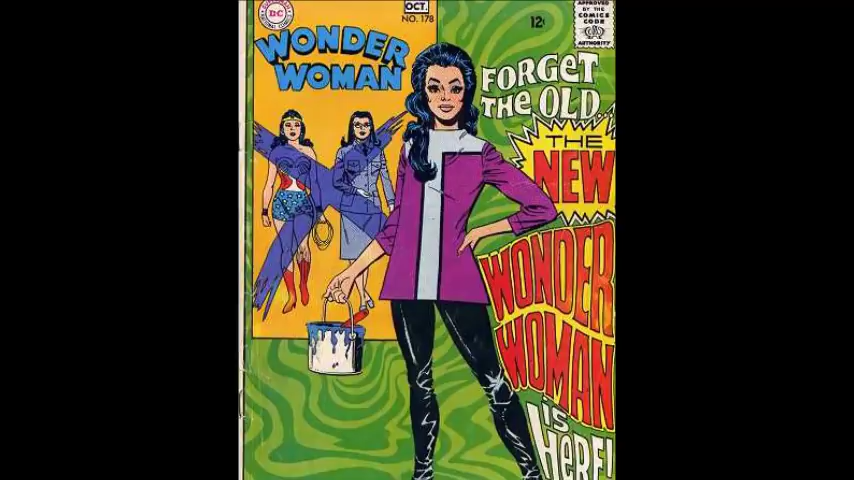 DC
OCT.
NO. 178
12¢
APPROVED
BY THE
COMICS
CODE
AUTHORITY
WONDER
WOMAN
FORGET
THE OLD...
THE
NEW
WONDER
WOMAN
IS
HERE!